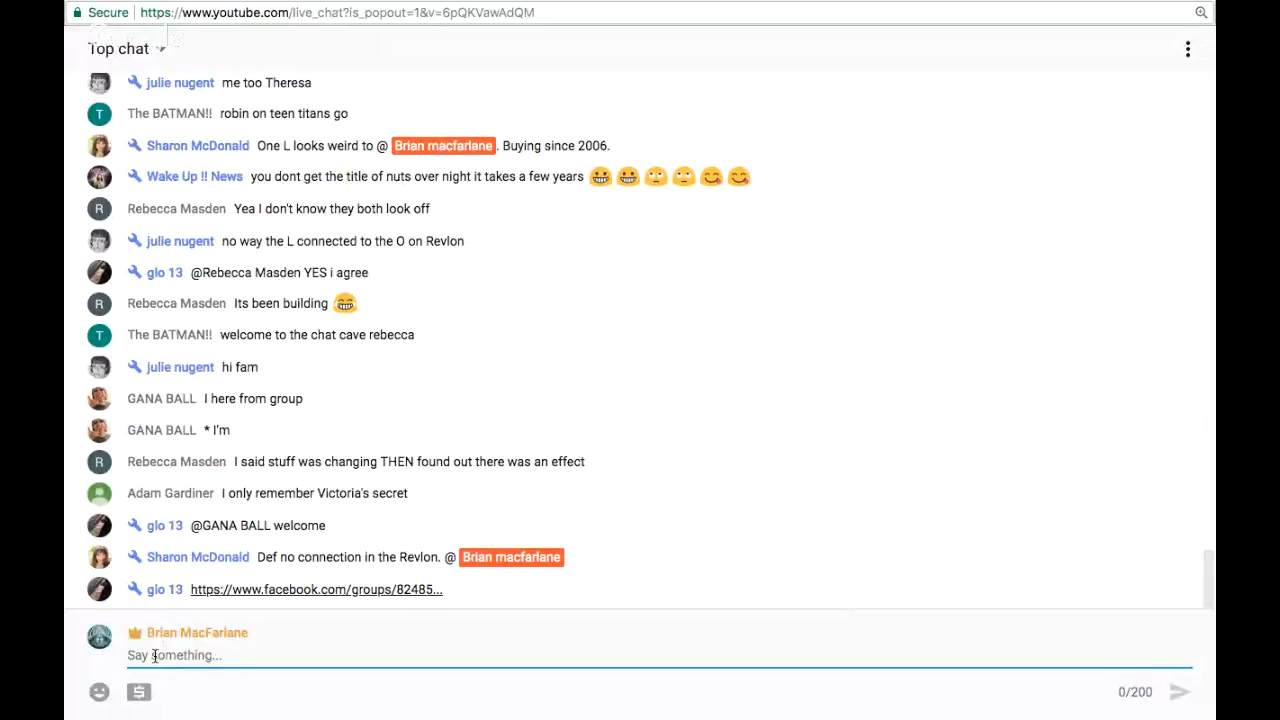 Secure https://www.youtube.com/live_chat?is_popout=1&v=6pQKVawAdQM
Top chat
julie nugent me too Theresa
T The BATMAN!! robin on teen titans go
Sharon McDonald One L looks weird to @ Brian macfarlane. Buying since 2006.
Wake Up !! News you dont get the title of nuts over night it takes a few years
R Rebecca Masden Yea I don't know they both look off
julie nugent no way the L connected to the O on Revlon
glo 13 @Rebecca Masden YES i agree
R Rebecca Masden Its been building
T The BATMAN!! welcome to the chat cave rebecca
julie nugent hi fam
GANA BALL I here from group
GANA BALL * I'm
R Rebecca Masden I said stuff was changing THEN found out there was an effect
Adam Gardiner I only remember Victoria's secret
glo 13 @GANA BALL welcome
Sharon McDonald Def no connection in the Revlon. @ Brian macfarlane
glo 13 https://www.facebook.com/groups/82485...
Brian MacFarlane
Say something...
0/200